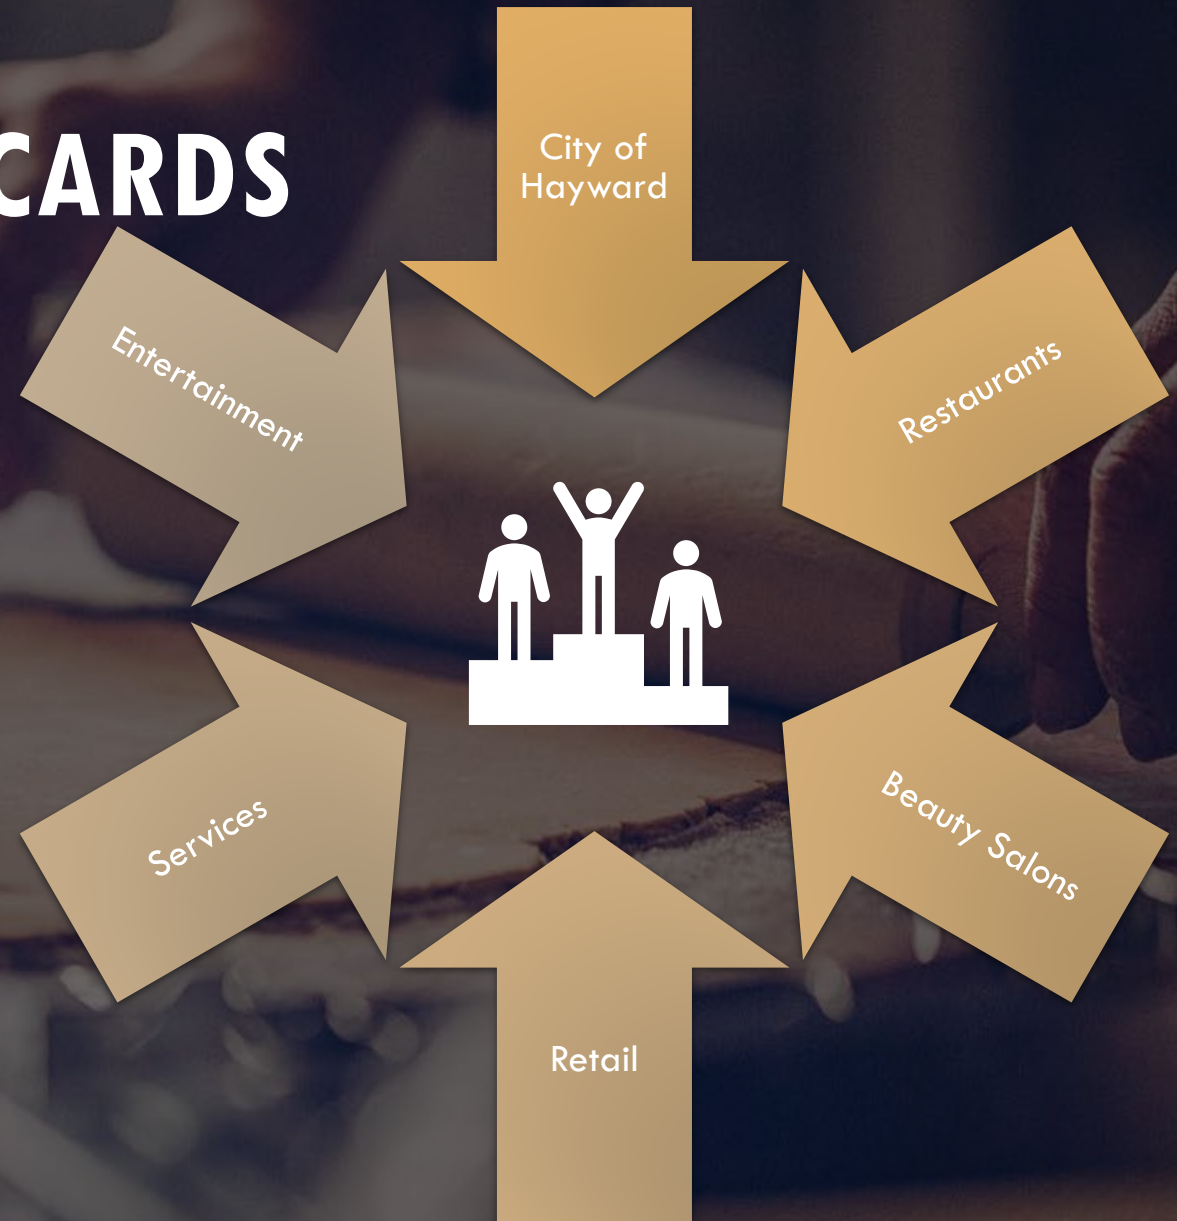 CARDS
City of
Hayward
Entertainment
Restaurants
Services
Beauty Salons
Retail